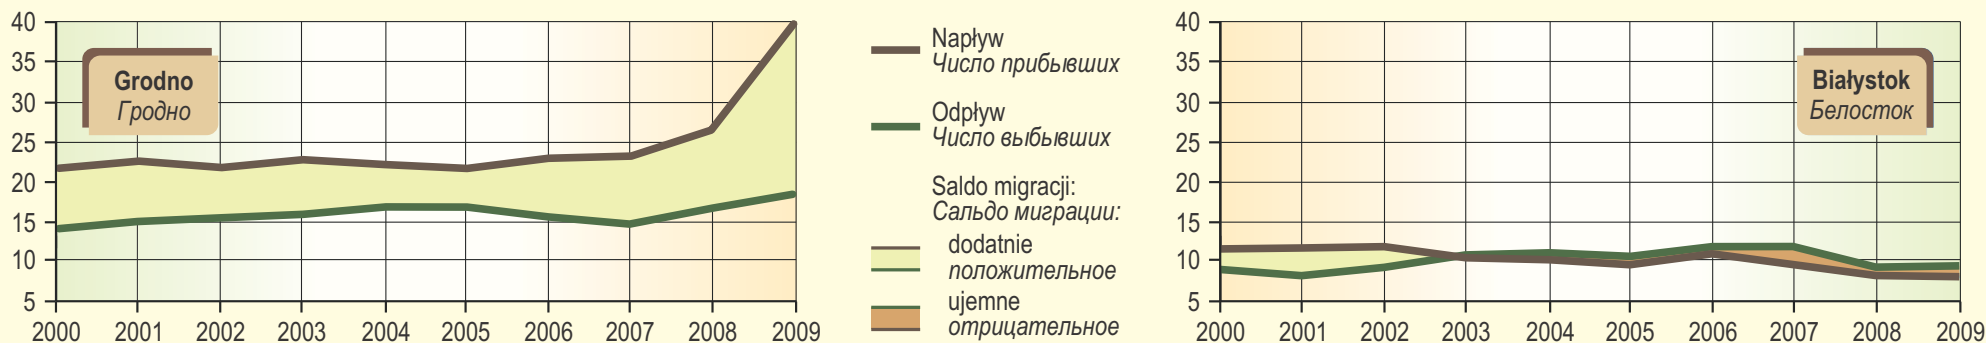 40
35
30
25
20
15
10
5
Grodno
Гродно
2000 2001 2002 2003 2004 2005 2006 2007 2008 2009
Napływ
Число прибывших
Odpływ
Число выбывших
Saldo migracji:
Сальдо миграции:
dodatnie
положительное
ujemne
отрицательное
40
35
30
25
20
15
10
5
Białystok
Белосток
2000 2001 2002 2003 2004 2005 2006 2007 2008 2009